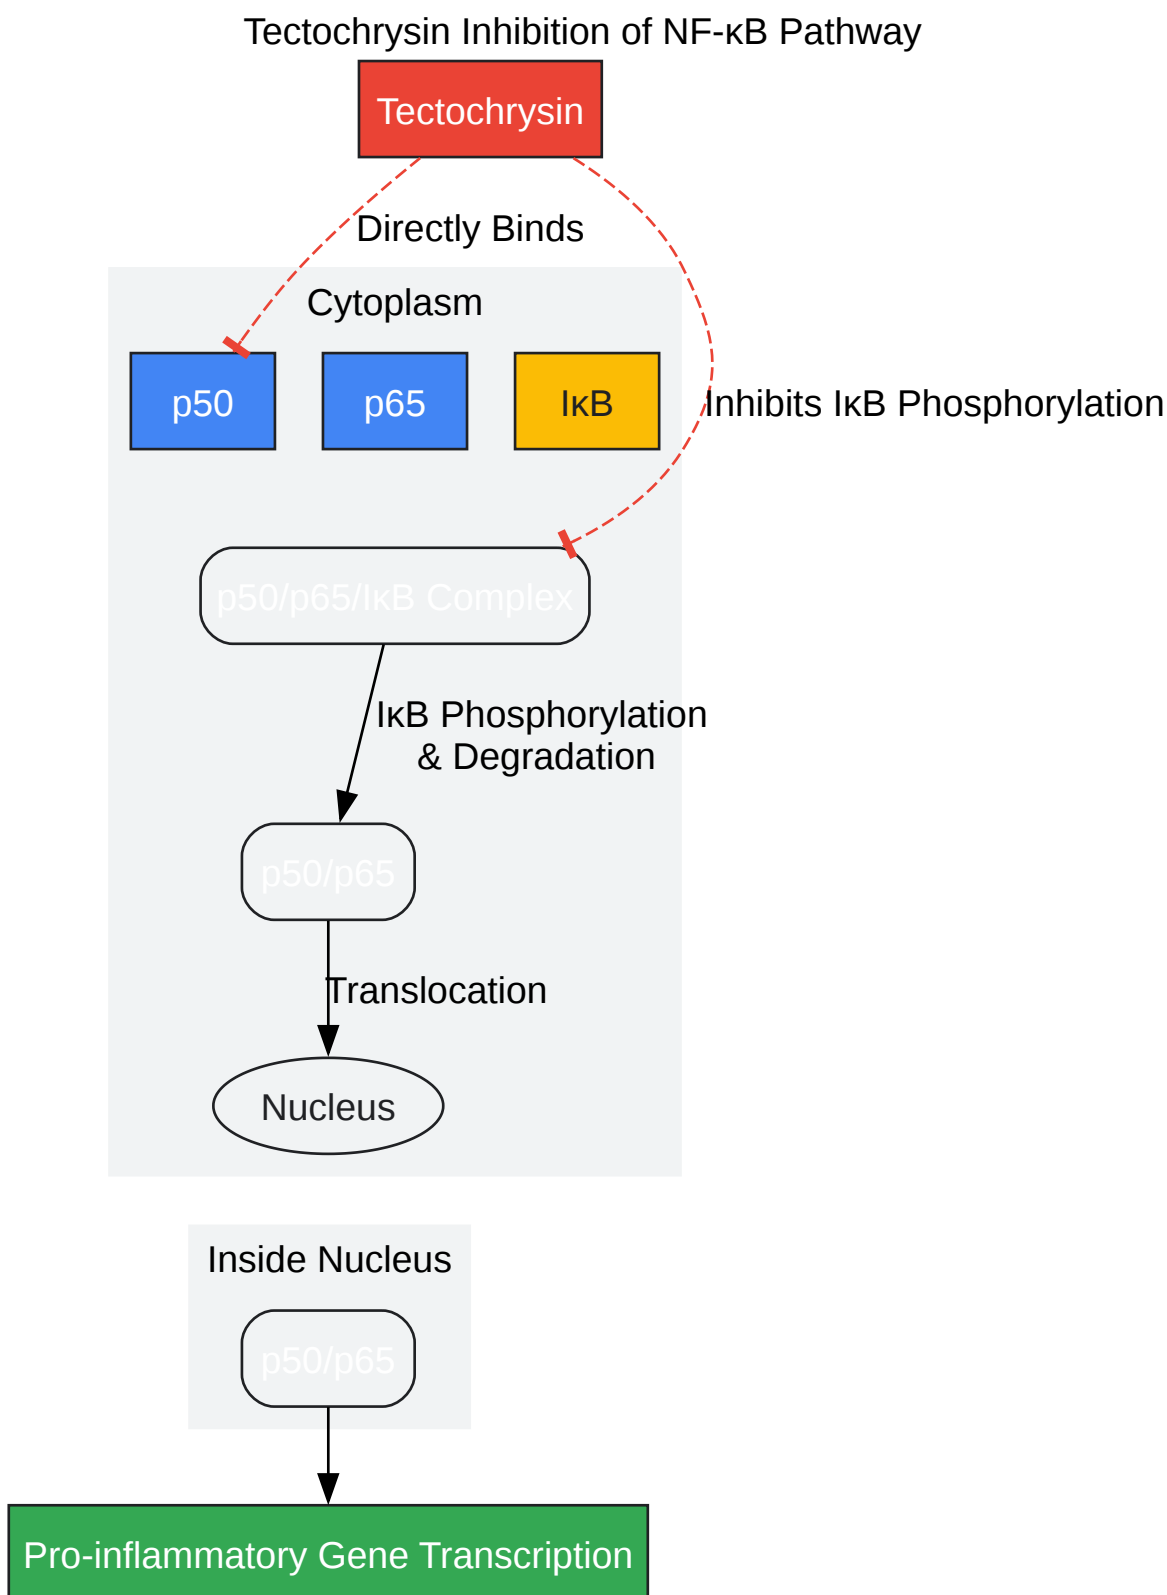 Tectochrysin Inhibition of NF-κB Pathway
Tectochrysin
Directly Binds
Cytoplasm
p50
p65
IκB
Inhibits IκB Phosphorylation
p50/p65/IκB Complex
IκB Phosphorylation
& Degradation
p50/p65
Translocation
Nucleus
Inside Nucleus
p50/p65
Pro-inflammatory Gene Transcription